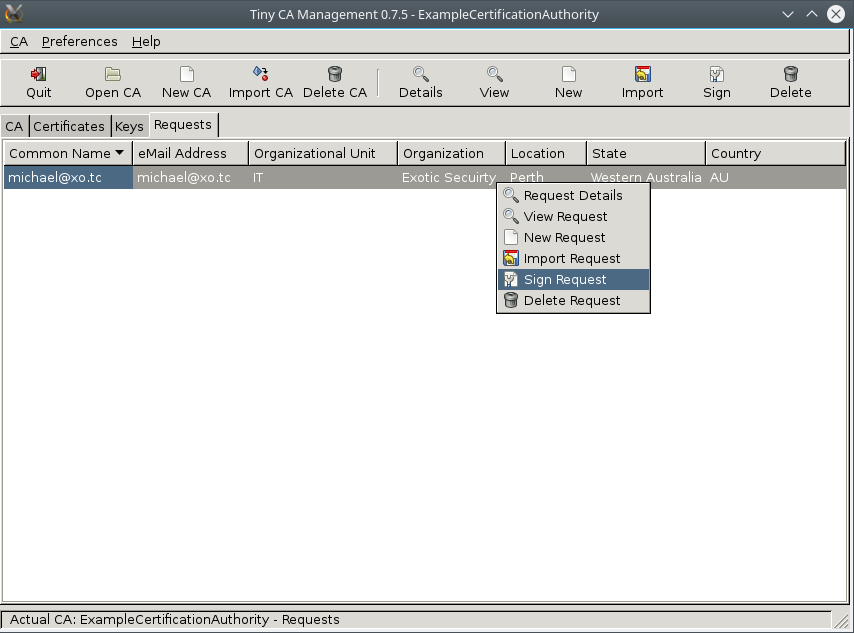 Tiny CA Management 0.7.5 - ExampleCertificationAuthority
CA Preferences Help
Quit Open CA New CA Import CA Delete CA Details View New Import Sign Delete
CA Certificates Keys Requests
Common Name eMail Address Organizational Unit Organization Location State Country
michael@xo.tc michael@xo.tc IT Exotic Secuirty Perth Western Australia AU
Request Details
View Request
New Request
Import Request
Sign Request
Delete Request
Actual CA: ExampleCertificationAuthority - Requests